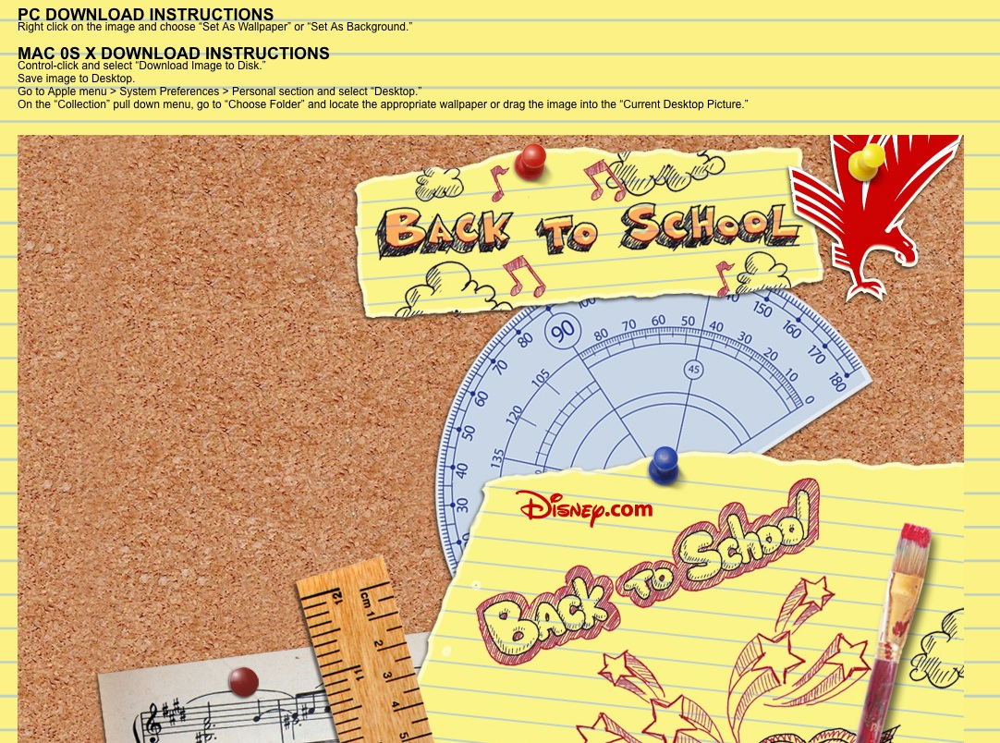 PC DOWNLOAD INSTRUCTIONS
Right click on the image and choose “Set As Wallpaper” or “Set As Background.”
MAC 0S X DOWNLOAD INSTRUCTIONS
Control-click and select “Download Image to Disk.”
Save image to Desktop.
Go to Apple menu > System Preferences > Personal section and select “Desktop.”
On the “Collection” pull down menu, go to “Choose Folder” and locate the appropriate wallpaper or drag the image into the “Current Desktop Picture.”
BACK TO SCHOOL
100
90
80
70
60
50
40
30
80 70 60 50 40 30 20 10 0
150 160 170 180
45
105
120
135
Disney.com
Back to School
12
11
cm 1
2
3
4
5